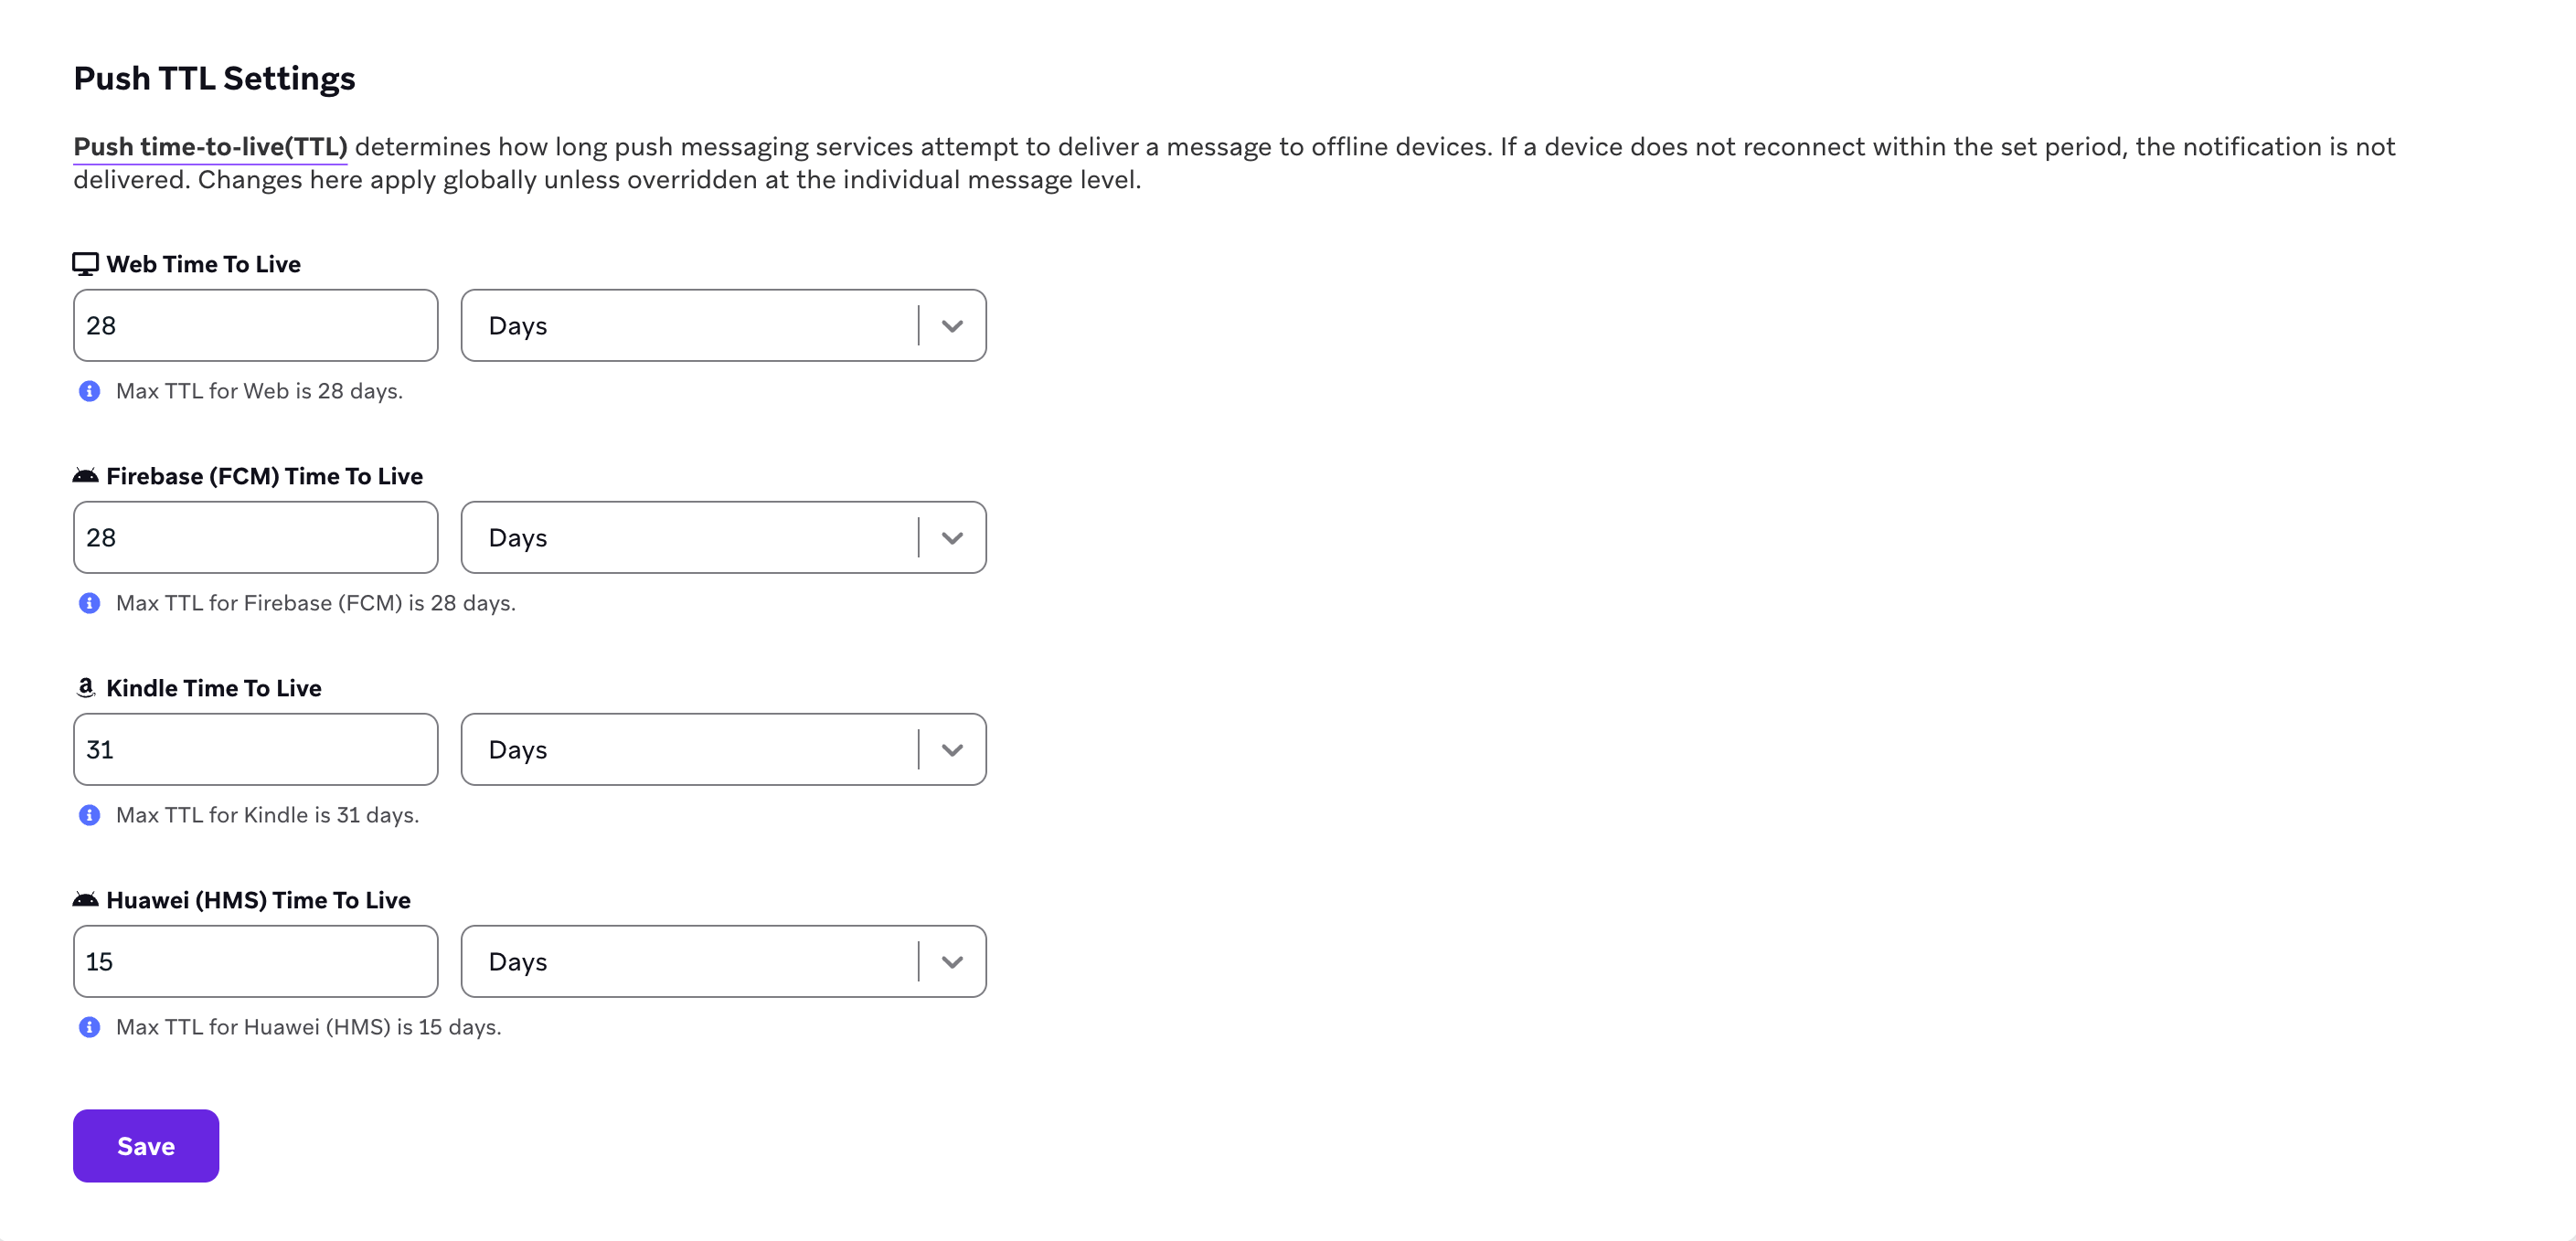 Push TTL Settings
Push time-to-live(TTL) determines how long push messaging services attempt to deliver a message to offline devices. If a device does not reconnect within the set period, the notification is not
delivered. Changes here apply globally unless overridden at the individual message level.
Web Time To Live
28 Days
Max TTL for Web is 28 days.
Firebase (FCM) Time To Live
28 Days
Max TTL for Firebase (FCM) is 28 days.
Kindle Time To Live
31 Days
Max TTL for Kindle is 31 days.
Huawei (HMS) Time To Live
15 Days
Max TTL for Huawei (HMS) is 15 days.
Save